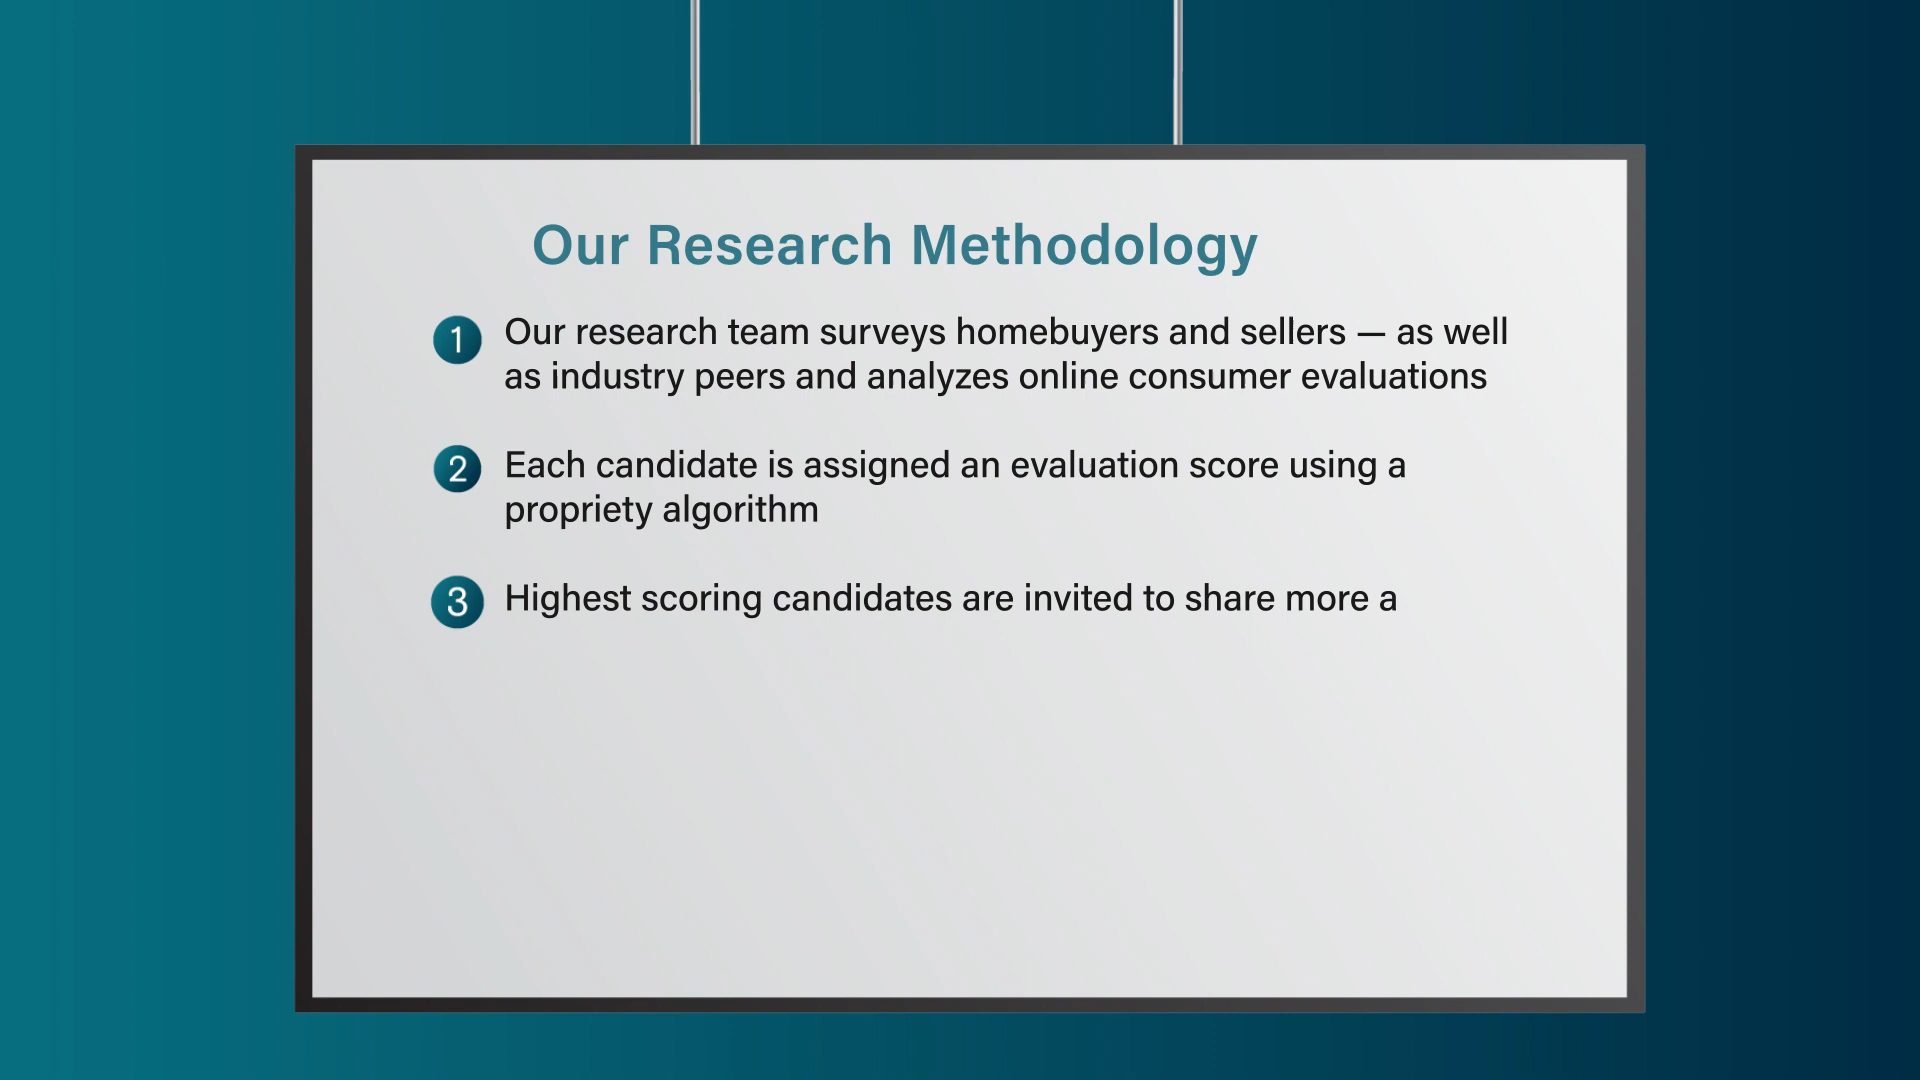 Our Research Methodology
1 Our research team surveys homebuyers and sellers — as well
as industry peers and analyzes online consumer evaluations
2 Each candidate is assigned an evaluation score using a
propriety algorithm
3 Highest scoring candidates are invited to share more a